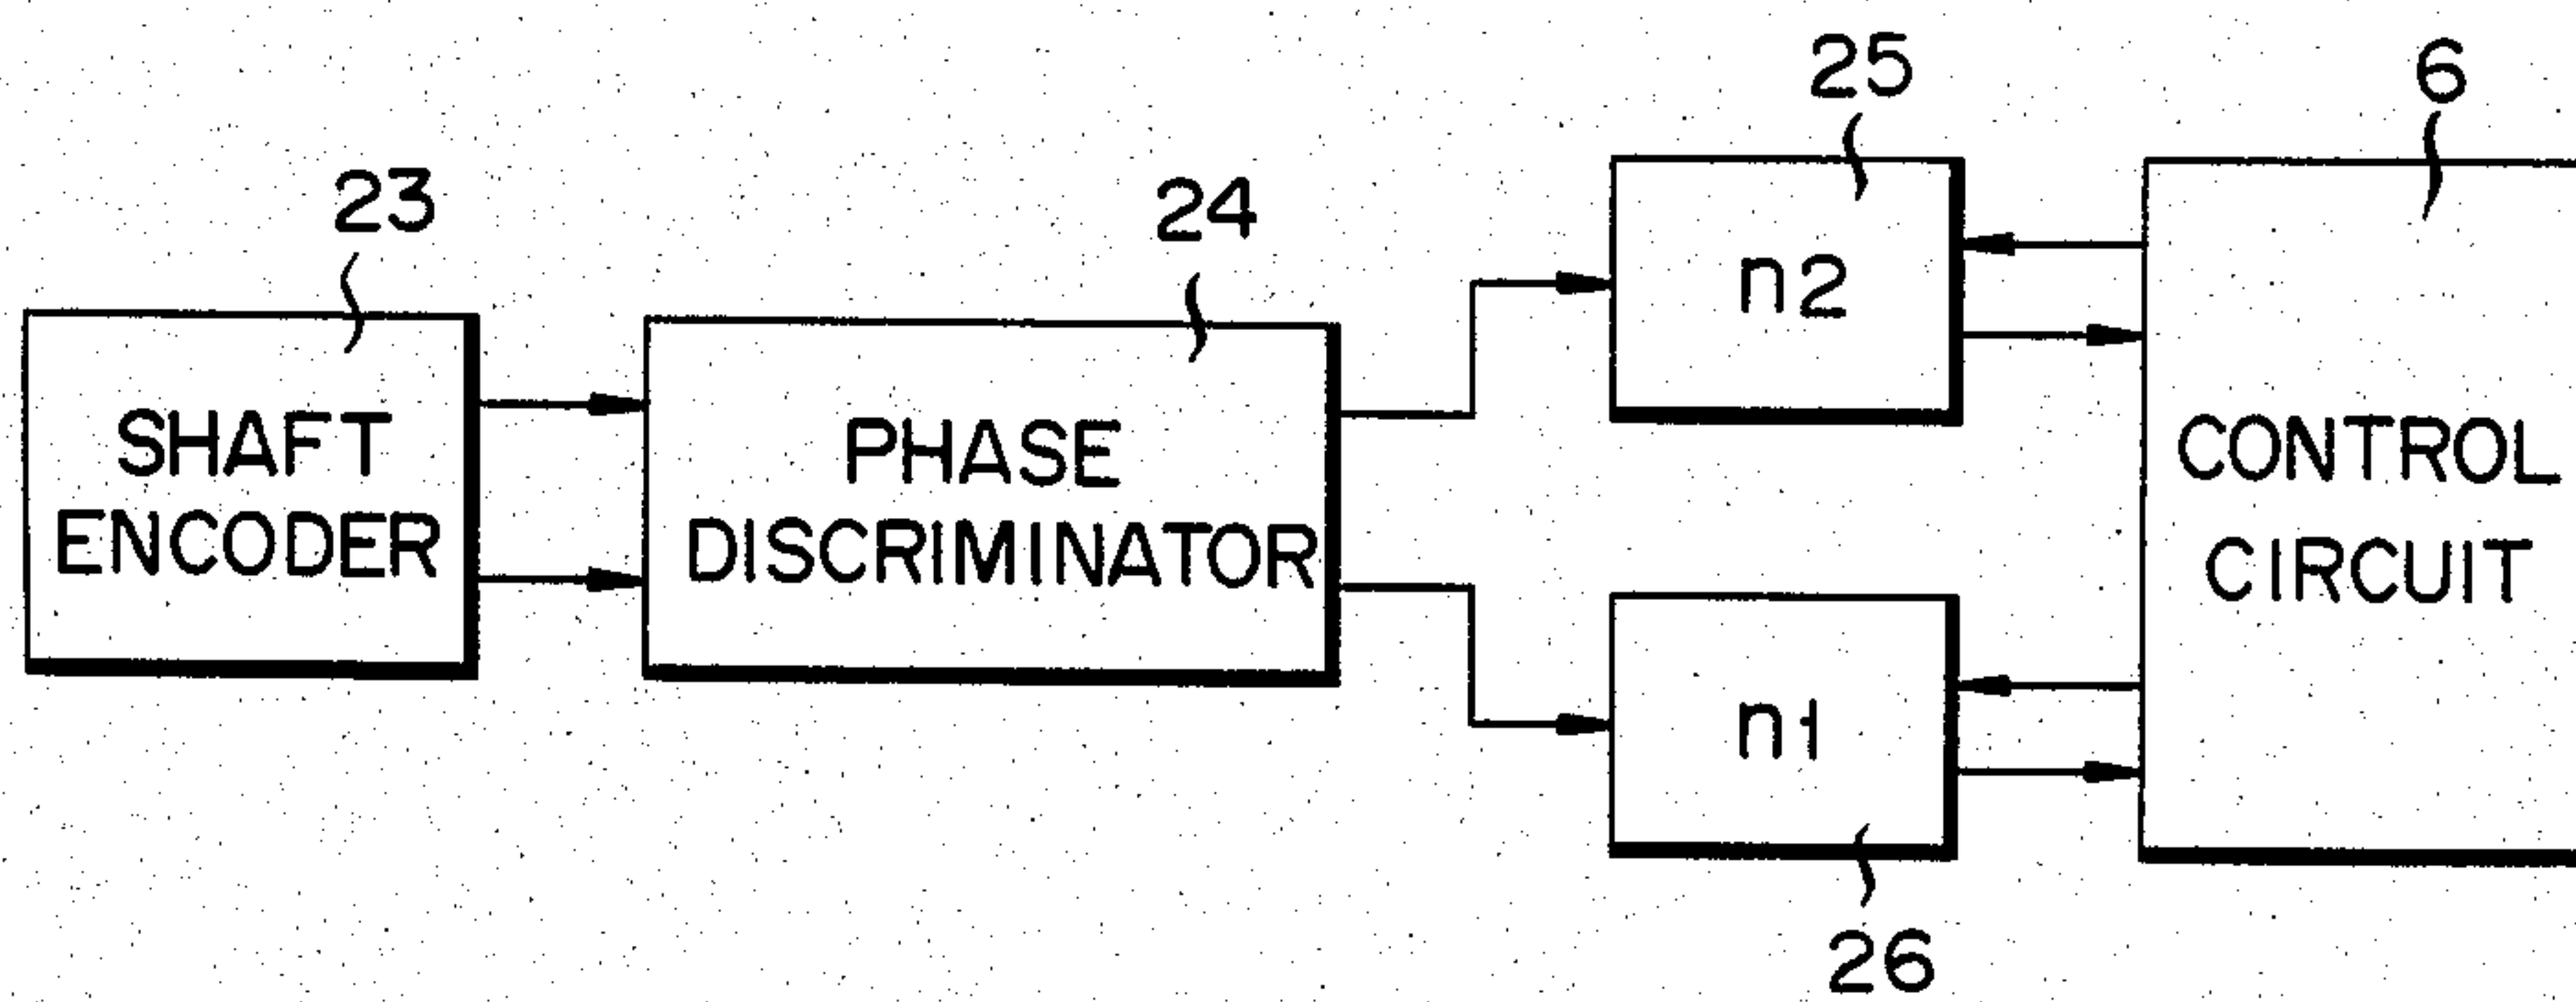 23
SHAFT
ENCODER
24
PHASE
DISCRIMINATOR
25
n2
n1
26
6
CONTROL
CIRCUIT